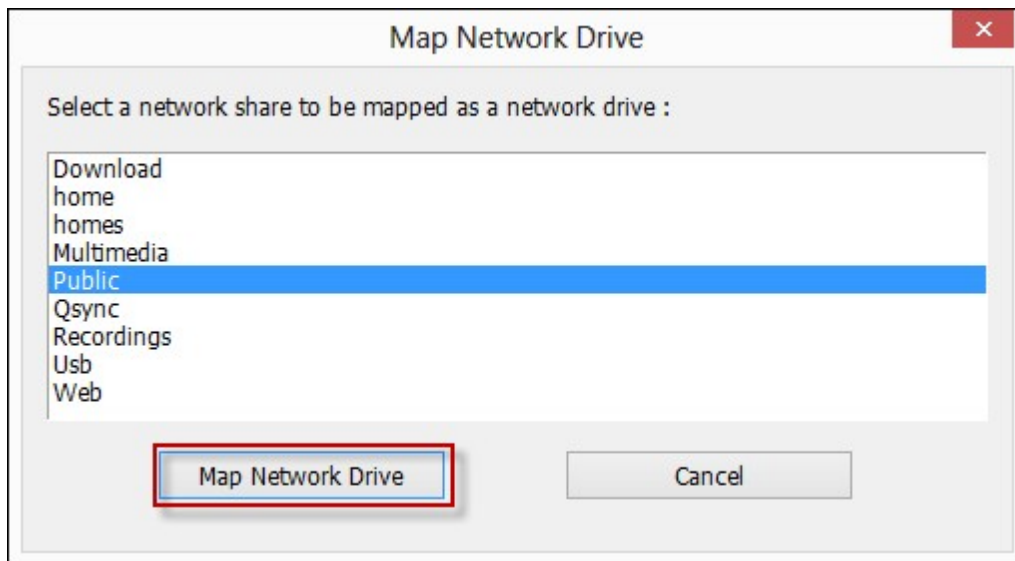 Map Network Drive
Select a network share to be mapped as a network drive :
Download
home
homes
Multimedia
Public
Qsync
Recordings
Usb
Web
Map Network Drive
Cancel